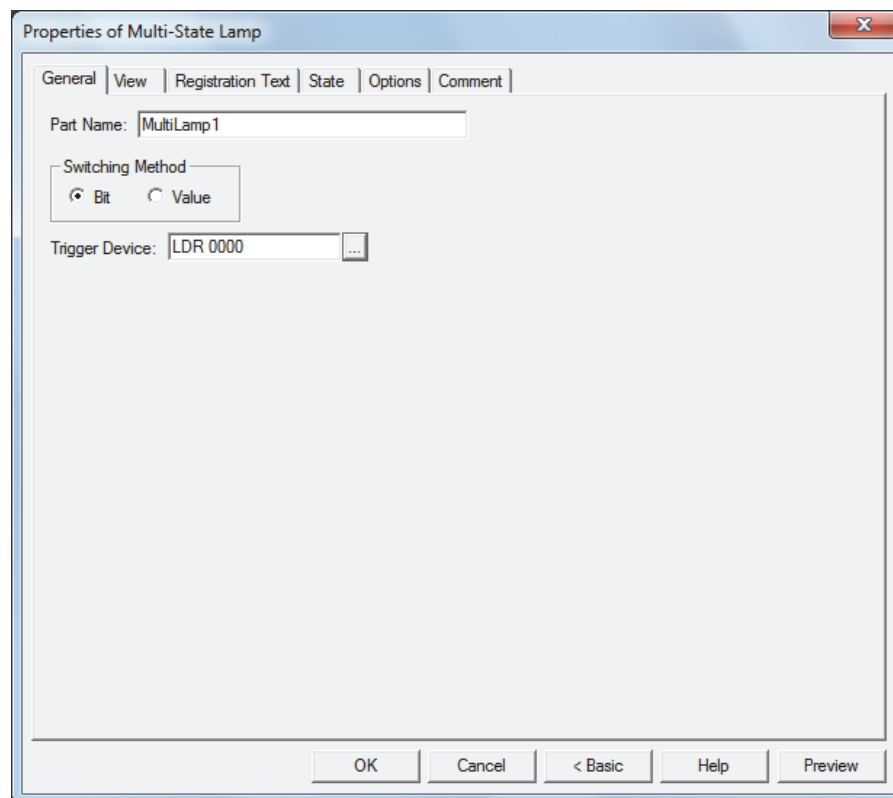 Properties of Multi-State Lamp
General View Registration Text State Options Comment
Part Name: MultiLamp1
Switching Method
Bit Value
Trigger Device: LDR 0000 ...
OK Cancel < Basic Help Preview